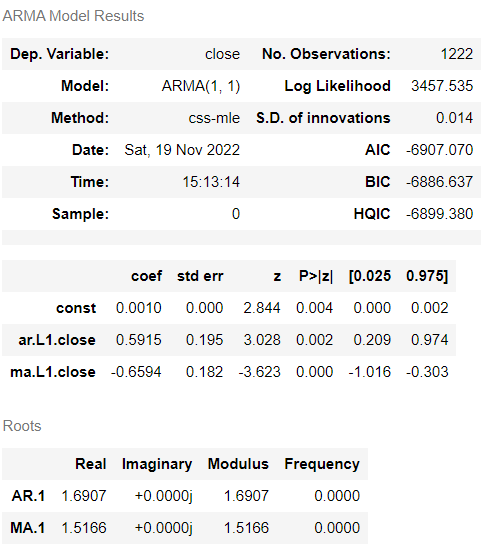 ARMA Model Results
Dep. Variable: close No. Observations: 1222
Model: ARMA(1, 1) Log Likelihood 3457.535
Method: css-mle S.D. of innovations 0.014
Date: Sat, 19 Nov 2022 AIC -6907.070
Time: 15:13:14 BIC -6886.637
Sample: 0 HQIC -6899.380
coef std err z P>|z| [0.025 0.975]
const 0.0010 0.000 2.844 0.004 0.000 0.002
ar.L1.close 0.5915 0.195 3.028 0.002 0.209 0.974
ma.L1.close -0.6594 0.182 -3.623 0.000 -1.016 -0.303
Roots
Real Imaginary Modulus Frequency
AR.1 1.6907 +0.0000j 1.6907 0.0000
MA.1 1.5166 +0.0000j 1.5166 0.0000